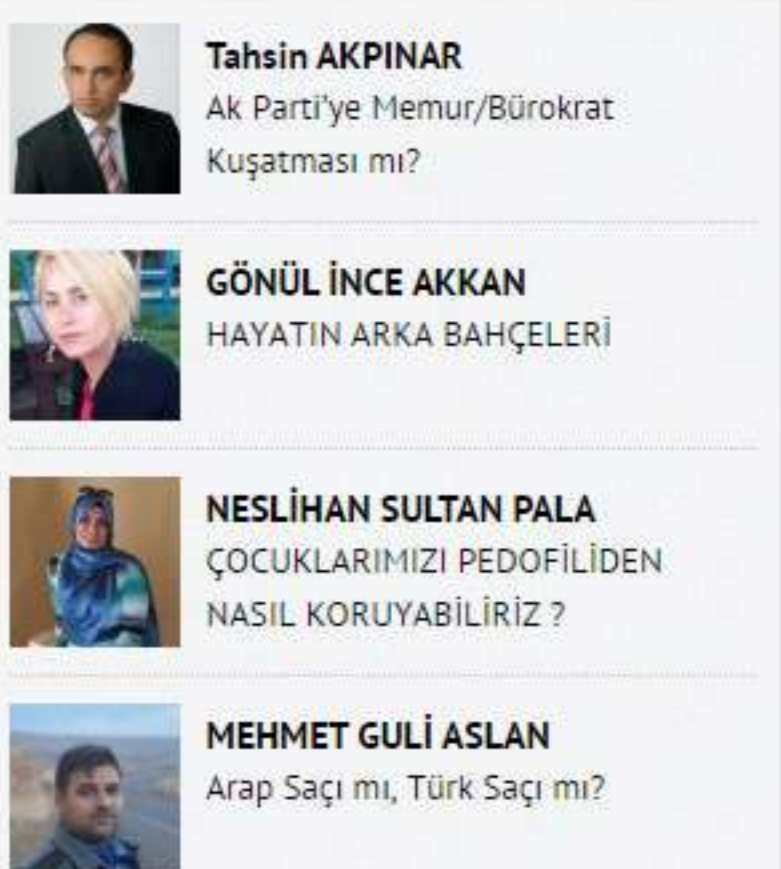 Tahsin AKPINAR
Ak Parti'ye Memur/Bürokrat
Kuşatması mı?
GÖNÜL İNCE AKKAN
HAYATIN ARKA BAHÇELERİ
NESLİHAN SULTAN PALA
ÇOCUKLARIMIZI PEDOFİLİDEN
NASIL KORUYABİLİRİZ ?
MEHMET GULİ ASLAN
Arap Saçı mı, Türk Saçı mı?